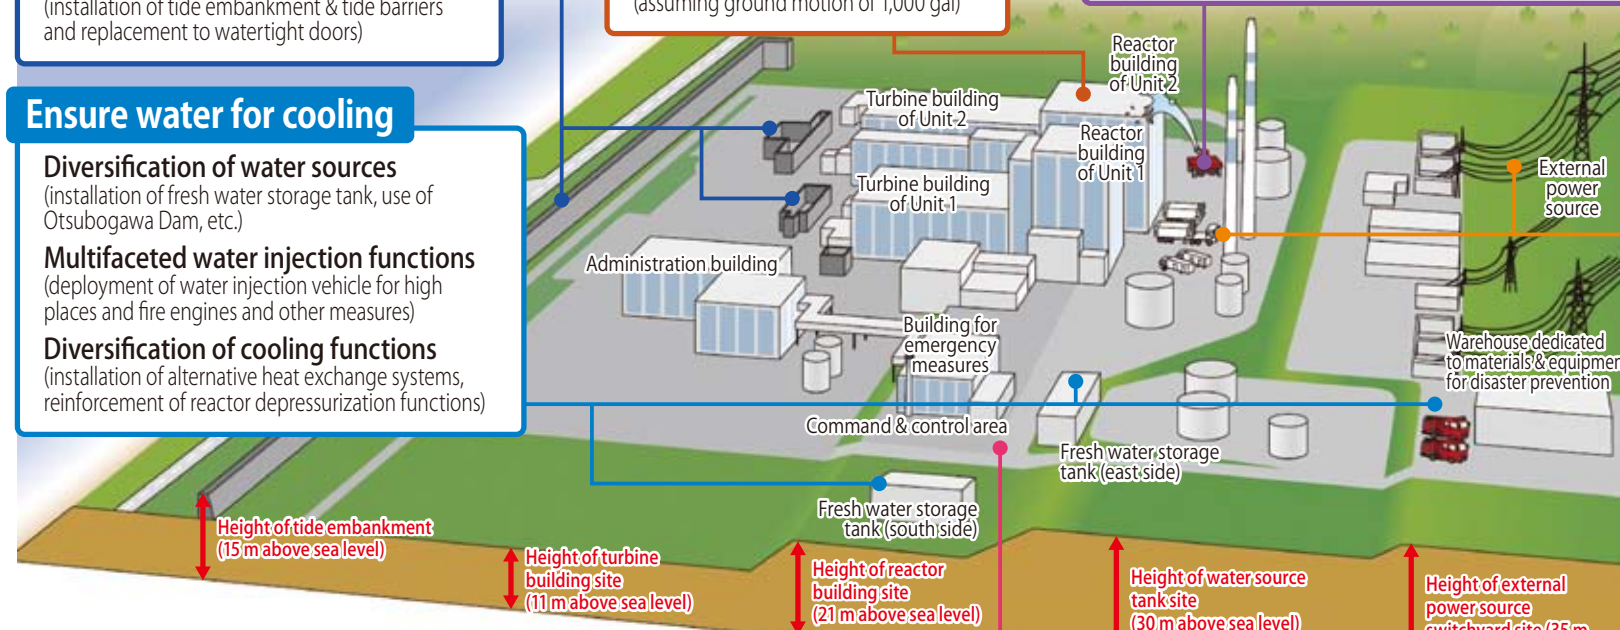 (installation of tide embankment & tide barriers
and replacement to watertight doors)
(assuming ground motion of 1,000 gal)
Ensure water for cooling
Diversification of water sources
(installation of fresh water storage tank, use of
Otsubogawa Dam, etc.)
Multifaceted water injection functions
(deployment of water injection vehicle for high
places and fire engines and other measures)
Diversification of cooling functions
(installation of alternative heat exchange systems,
reinforcement of reactor depressurization functions)
Reactor
building
of Unit 2
Turbine building
of Unit 2
Reactor
building
of Unit 1
Turbine building
of Unit 1
External
power
source
Administration building
Building for
emergency
measures
Warehouse dedicated
to materials & equipmen
for disaster prevention
Command & control area
Fresh water storage
tank (east side)
Fresh water storage
tank (south side)
Height of tide embankment
(15 m above sea level)
Height of turbine
building site
(11 m above sea level)
Height of reactor
building site
(21 m above sea level)
Height of water source
tank site
(30 m above sea level)
Height of external
power source
switchyard site (35 m